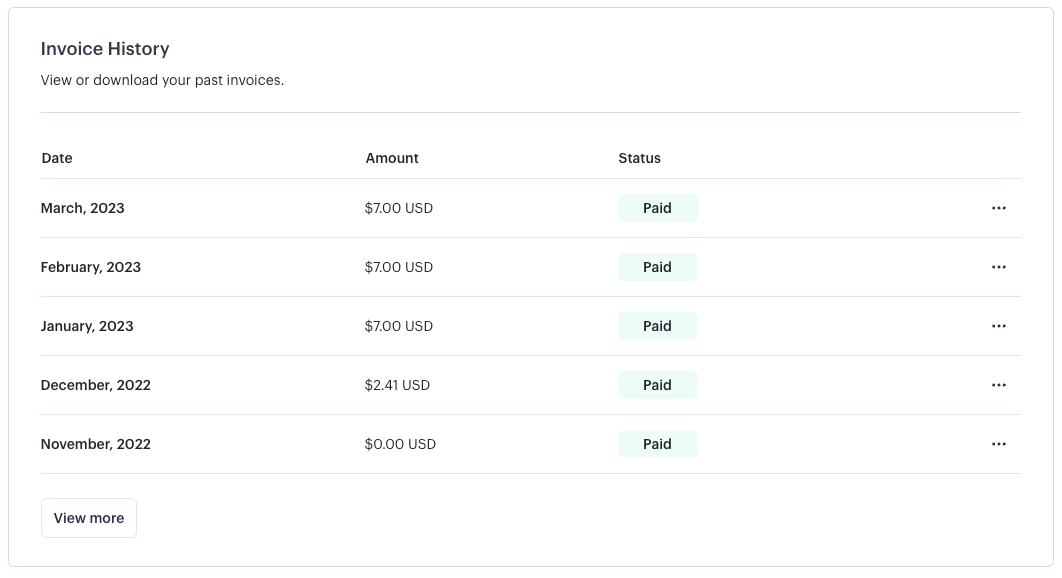 Invoice History
View or download your past invoices.
Date Amount Status
March, 2023 $7.00 USD Paid
February, 2023 $7.00 USD Paid
January, 2023 $7.00 USD Paid
December, 2022 $2.41 USD Paid
November, 2022 $0.00 USD Paid
View more